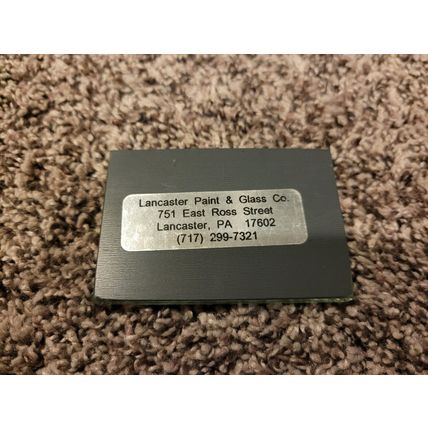 Lancaster Paint & Glass Co.
751 East Ross Street
Lancaster, PA 17602
(717) 299-7321